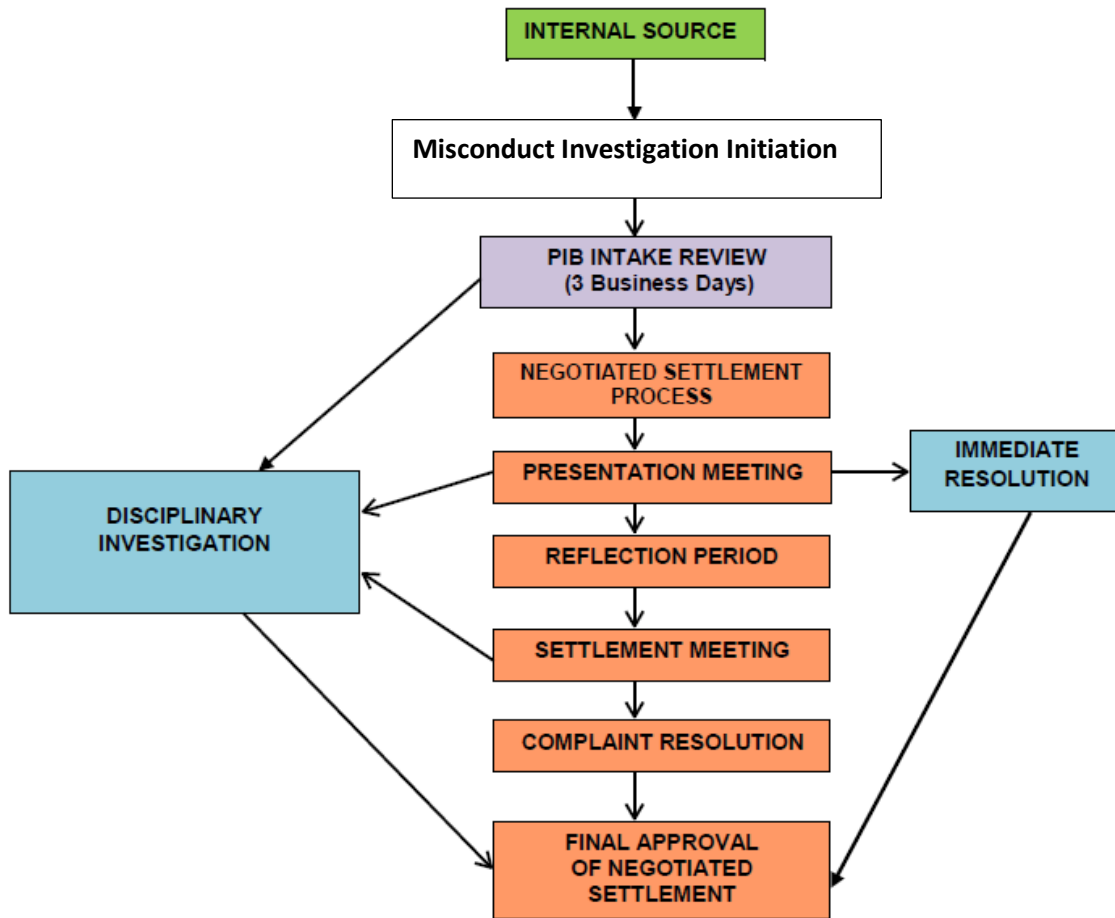 INTERNAL SOURCE
Misconduct Investigation Initiation
PIB INTAKE REVIEW
(3 Business Days)
NEGOTIATED SETTLEMENT
PROCESS
PRESENTATION MEETING
IMMEDIATE
RESOLUTION
DISCIPLINARY
INVESTIGATION
REFLECTION PERIOD
SETTLEMENT MEETING
COMPLAINT RESOLUTION
FINAL APPROVAL
OF NEGOTIATED
SETTLEMENT